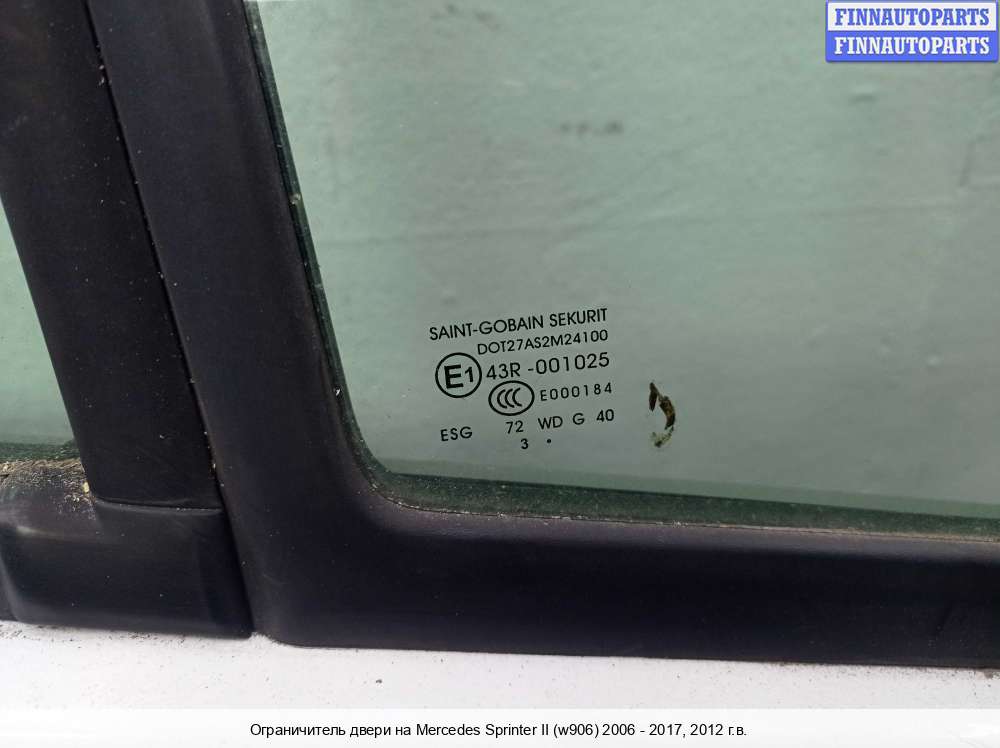 FINNAUTOPARTS
FINNAUTOPARTS
SAINT-GOBAIN SEKURIT
DOT27AS2M24100
E1 43R -001025
CCC E000184
ESG 72 WD G 40
3 •
Ограничитель двери на Mercedes Sprinter II (w906) 2006 - 2017, 2012 г.в.